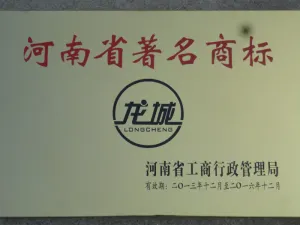 河南省著名商标
龙城
LONGCHENG
河南省工商行政管理局
有效期：二〇一三年十二月至二〇一六年十二月